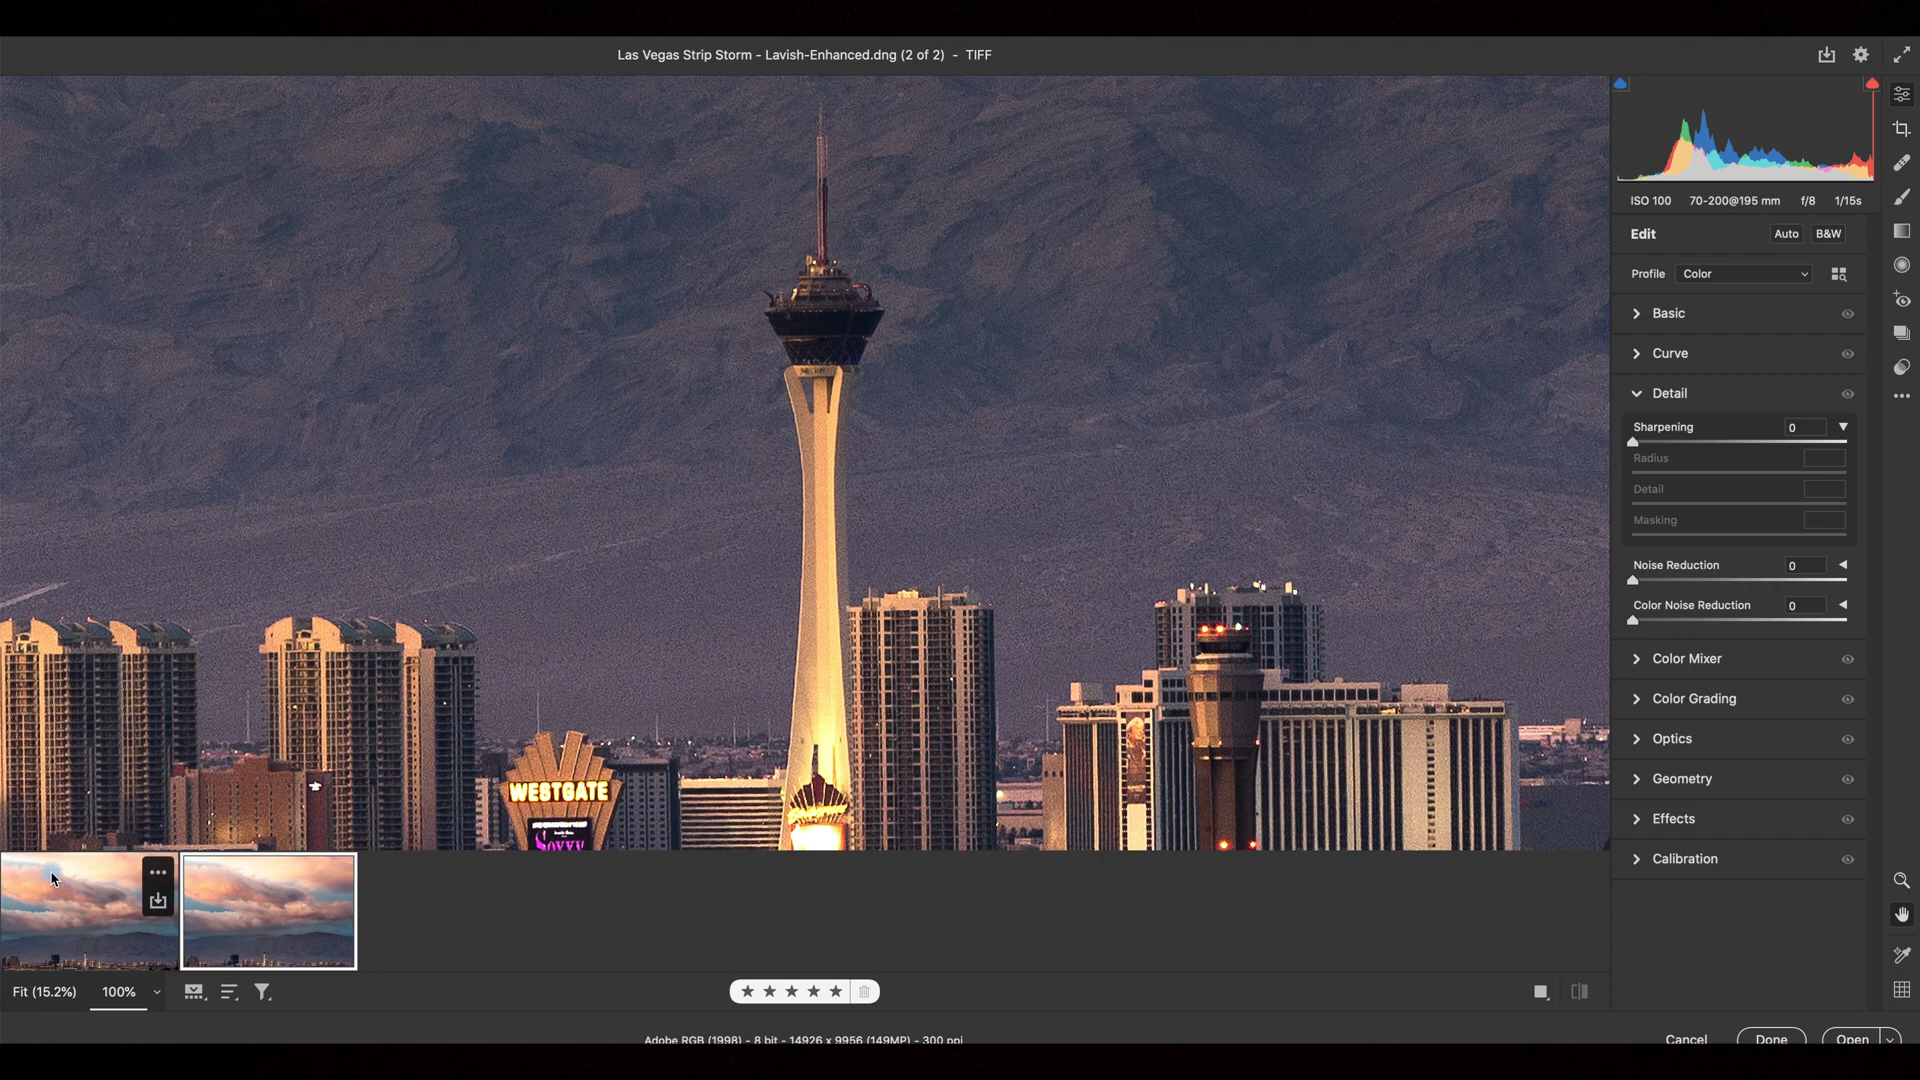 Las Vegas Strip Storm - Lavish-Enhanced.dng (2 of 2) - TIFF
ISO 100 70-200@195 mm f/8 1/15s
Edit Auto B&W
Profile Color
Basic
Curve
Detail
Sharpening 0
Radius
Detail
Masking
Noise Reduction 0
Color Noise Reduction 0
Color Mixer
Color Grading
Optics
Geometry
Effects
Calibration
WESTGATE
Fit (15.2%) 100%
Adobe RGB (1998) - 8 bit - 14926 x 9956 (149MP) - 300 ppi
Cancel Done Open